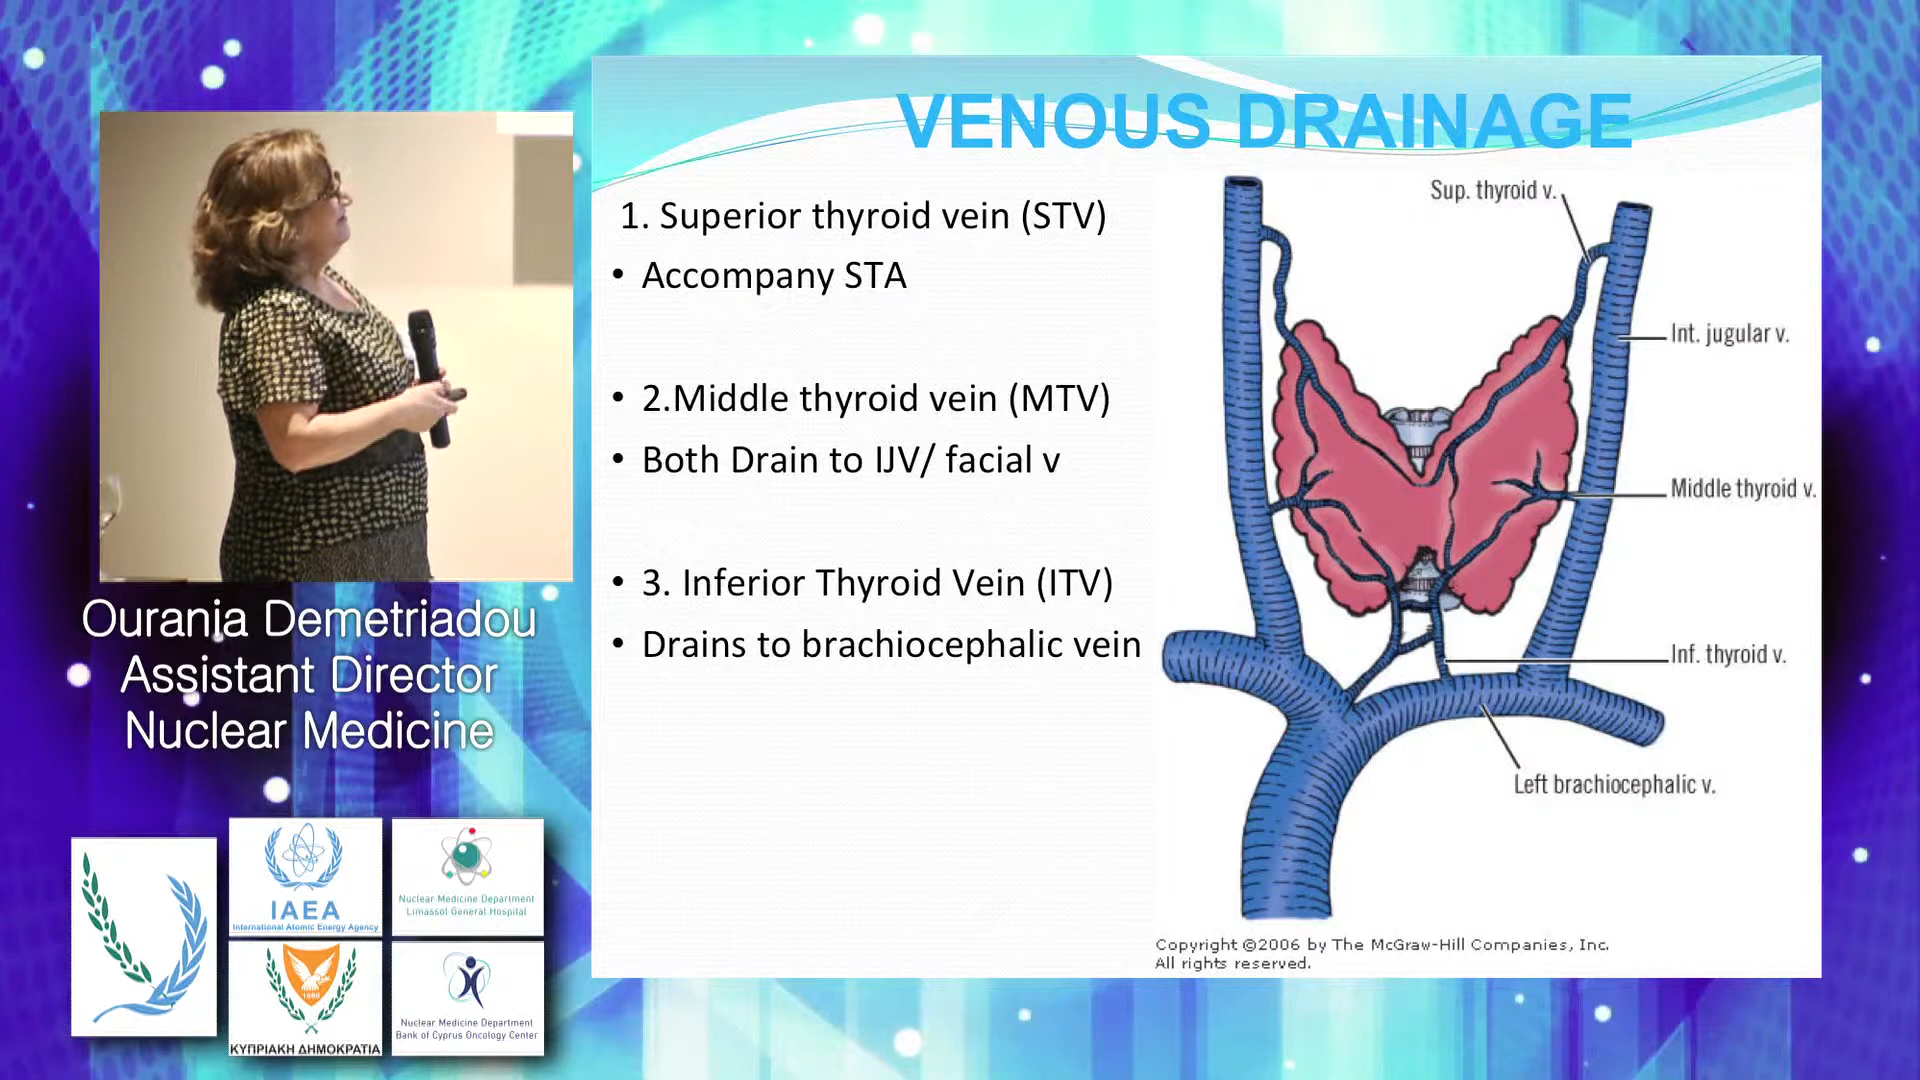 VENOUS DRAINAGE
1. Superior thyroid vein (STV)
• Accompany STA
• 2.Middle thyroid vein (MTV)
• Both Drain to IJV/ facial v
• 3. Inferior Thyroid Vein (ITV)
• Drains to brachiocephalic vein
Sup. thyroid v.
Int. jugular v.
Middle thyroid v.
Inf. thyroid v.
Left brachiocephalic v.
Copyright ©2006 by The McGraw-Hill Companies, Inc.
All rights reserved.
Ourania Demetriadou
Assistant Director
Nuclear Medicine
IAEA
International Atomic Energy Agency
Nuclear Medicine Department
Limassol General Hospital
1960
ΚΥΠΡΙΑΚΗ ΔΗΜΟΚΡΑΤΙΑ
Nuclear Medicine Department
Bank of Cyprus Oncology Center